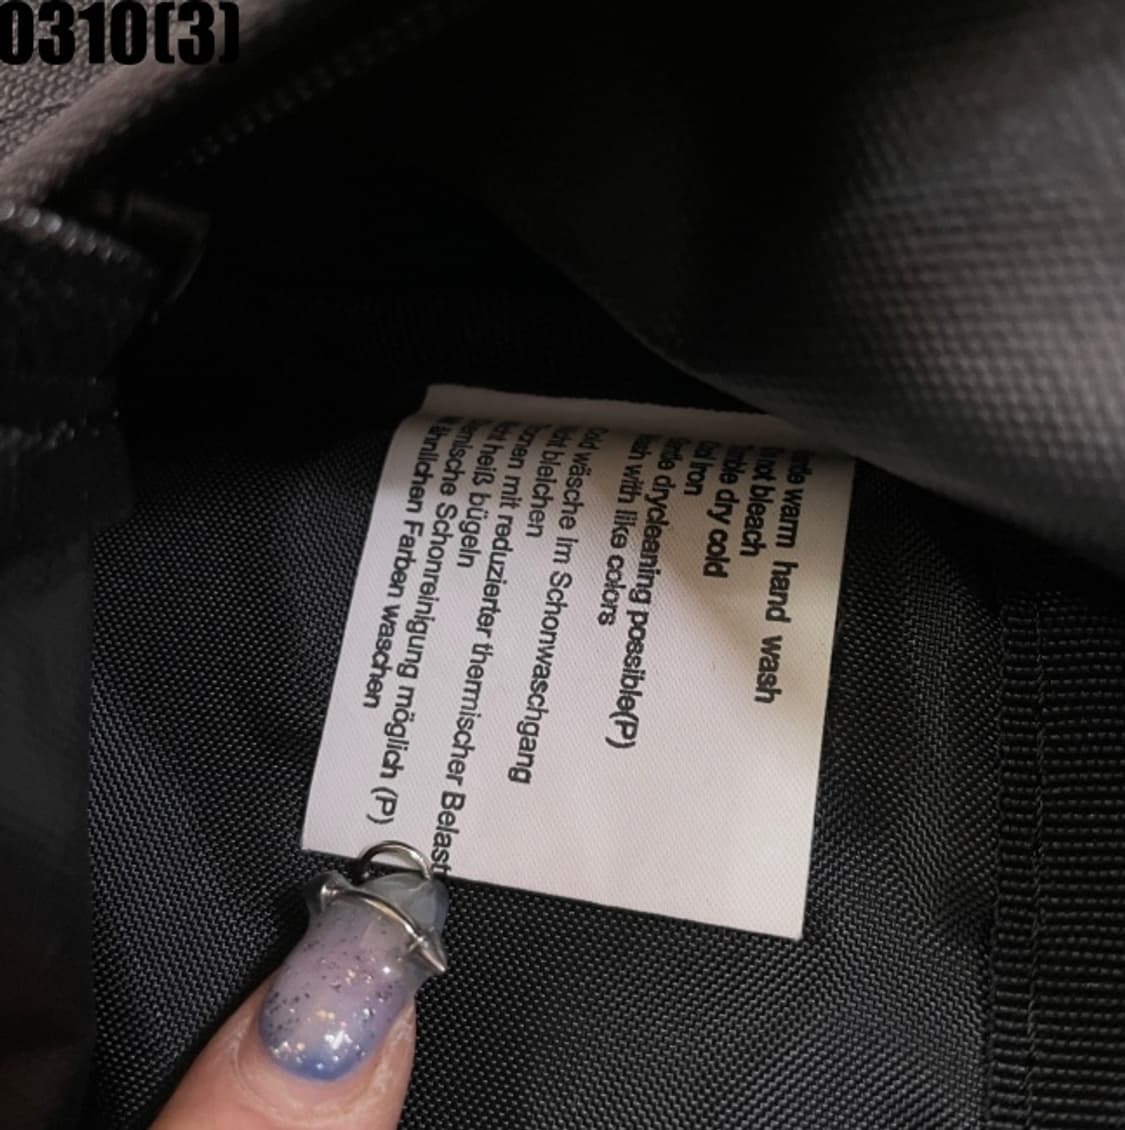 0310(3)
warm hand wash
not bleach
dry cold
iron
drycleaning possible(P)
with like colors
wäsche im Schonwaschgang
bleichen
mit reduzierter thermischer Belast
heiß bügeln
Schonreinigung möglich (P)
ähnlichen Farben waschen